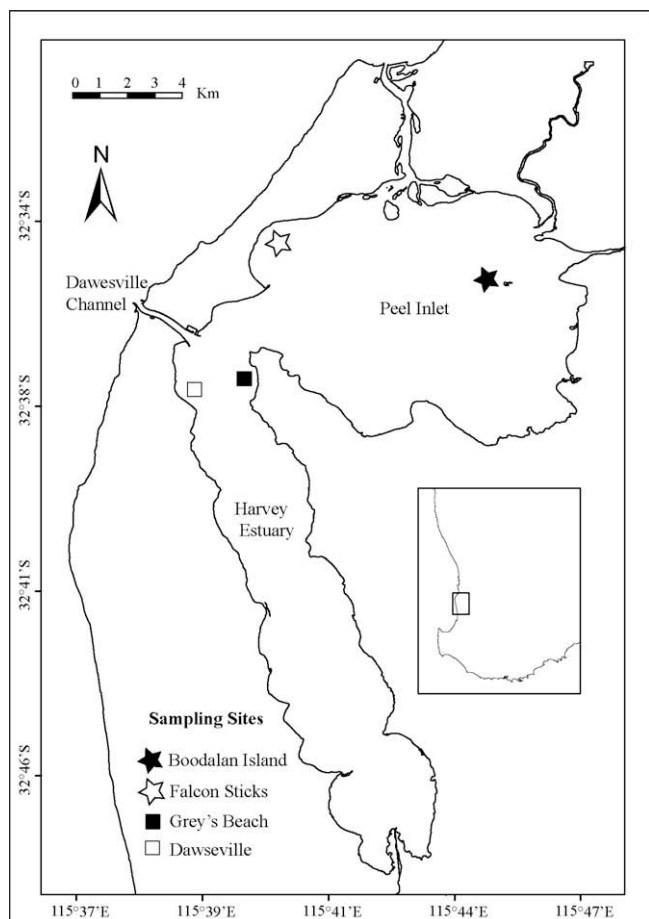 0 1 2 3 4
Km
N
32°34'S
Dawesville
Channel
Peel Inlet
32°38'S
Harvey
Estuary
32°41'S
Sampling Sites
Boodalan Island
Falcon Sticks
Grey's Beach
Dawseville
32°46'S
115°37'E 115°39'E 115°41'E 115°44'E 115°47'E